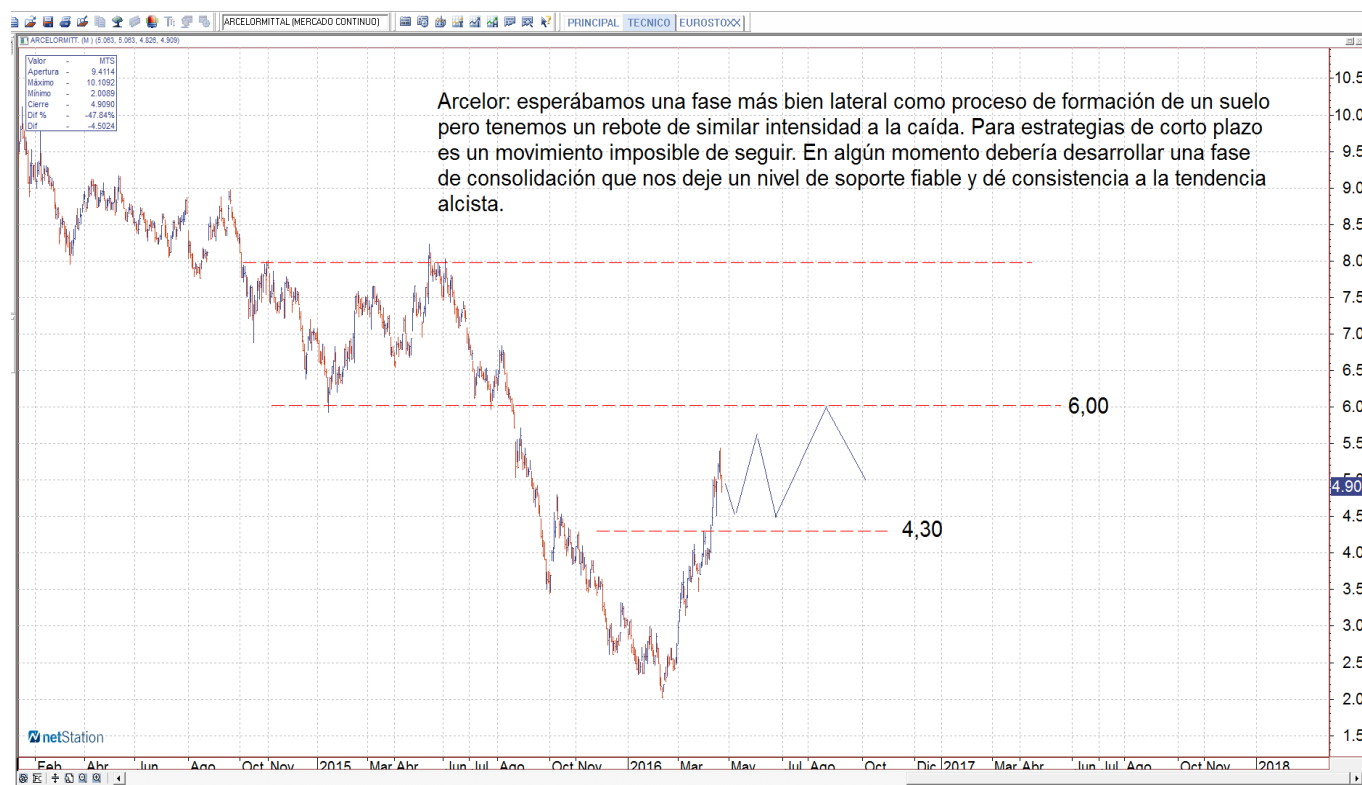 ARCELORMITTAL (MERCADO CONTINUO)
PRINCIPAL TECNICO EUROSTOXX
ARCELORMITT. (M ) (5.063, 5.063, 4.826, 4.909)
Valor - MTS
Apertura - 9.4114
Máximo - 10.1092
Mínimo - 2.0089
Cierre - 4.9090
Dif % - -47.84%
Dif - -4.5024
Arcelor: esperábamos una fase más bien lateral como proceso de formación de un suelo
pero tenemos un rebote de similar intensidad a la caída. Para estrategias de corto plazo
es un movimiento imposible de seguir. En algún momento debería desarrollar una fase
de consolidación que nos deje un nivel de soporte fiable y dé consistencia a la tendencia
alcista.
10.5
10.0
9.5
9.0
8.5
8.0
7.5
7.0
6.5
6.0
6,00
5.5
4.90
4.5
4,30
4.0
3.5
3.0
2.5
2.0
1.5
netStation
Feb Abr Jun Ago Oct Nov 2015 Mar Abr Jun Jul Ago Oct Nov 2016 Mar May Jul Ago Oct Dic 2017 Mar Abr Jun Jul Ago Oct Nov 2018